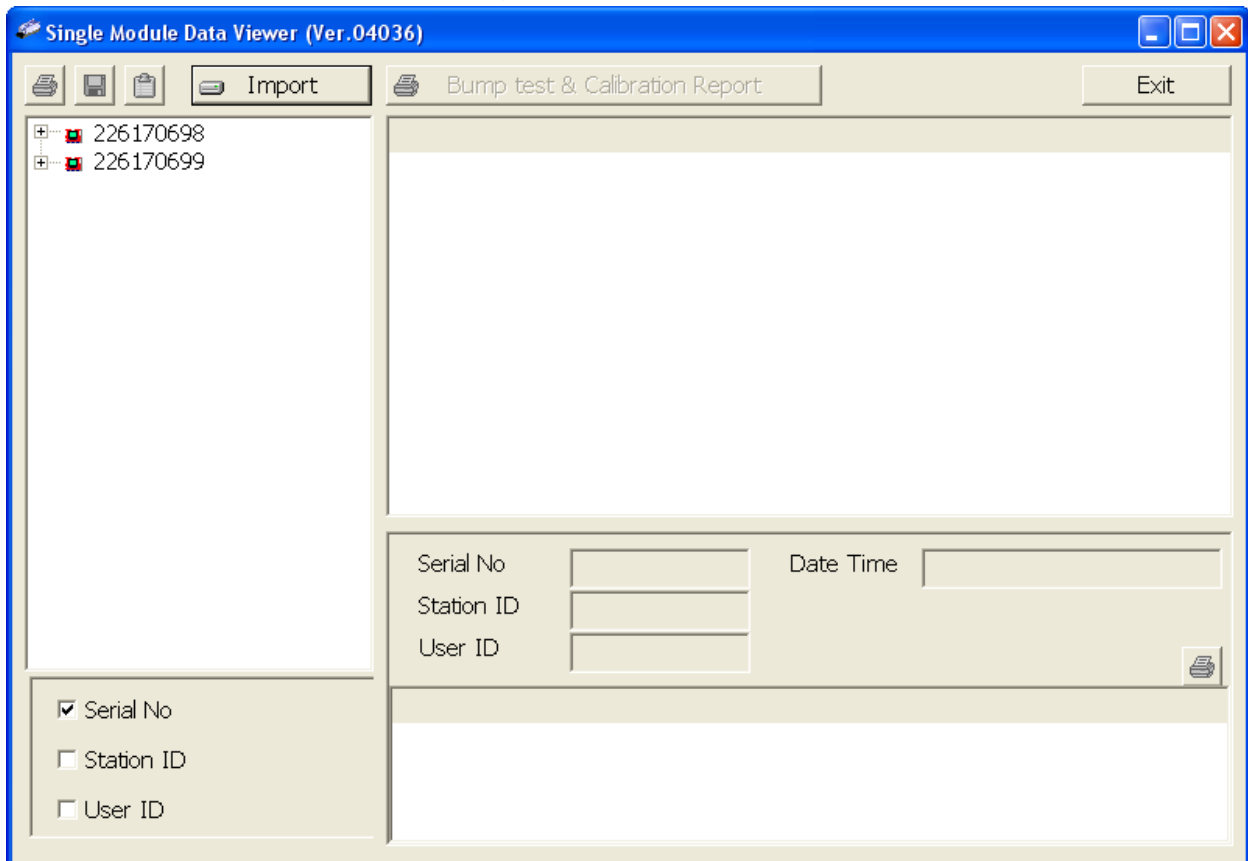 Single Module Data Viewer (Ver.04036)
Import
Bump test & Calibration Report
Exit
226170698
226170699
Serial No
Date Time
Station ID
User ID
Serial No
Station ID
User ID